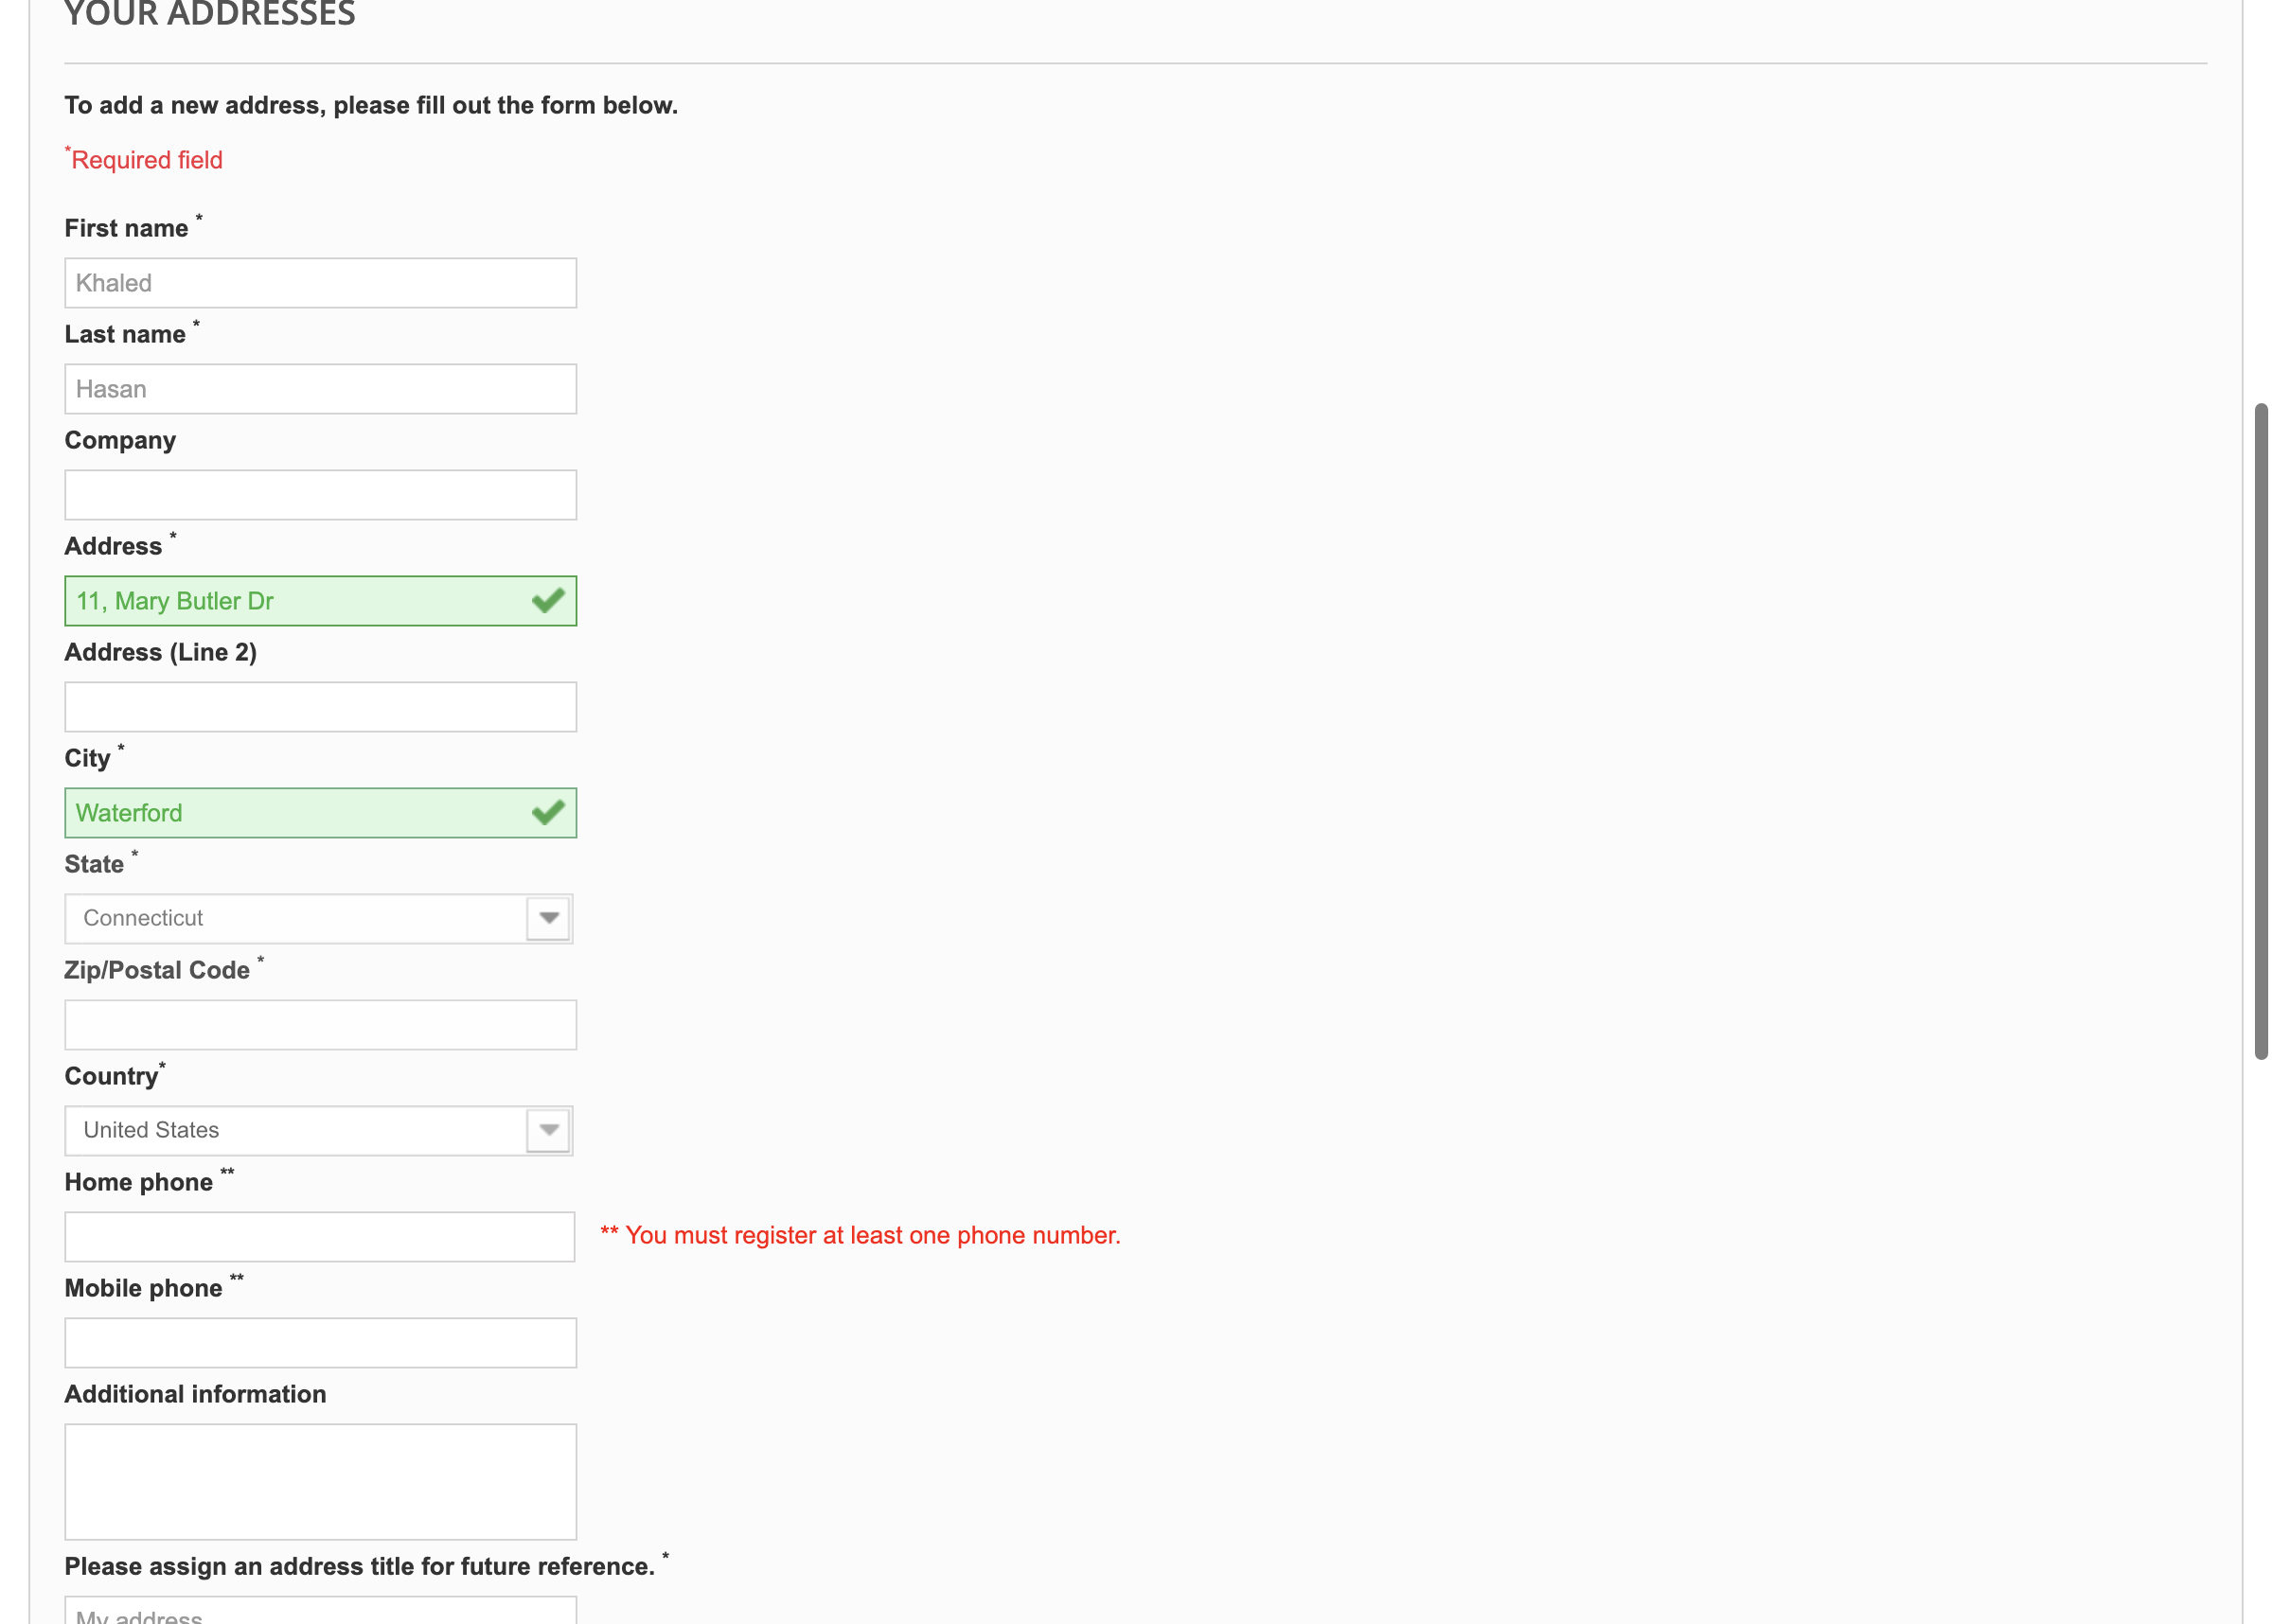 YOUR ADDRESSES
To add a new address, please fill out the form below.
*Required field
First name *
Khaled
Last name *
Hasan
Company
Address *
11, Mary Butler Dr
Address (Line 2)
City *
Waterford
State *
Connecticut
Zip/Postal Code *
Country*
United States
Home phone **
** You must register at least one phone number.
Mobile phone **
Additional information
Please assign an address title for future reference. *
My address